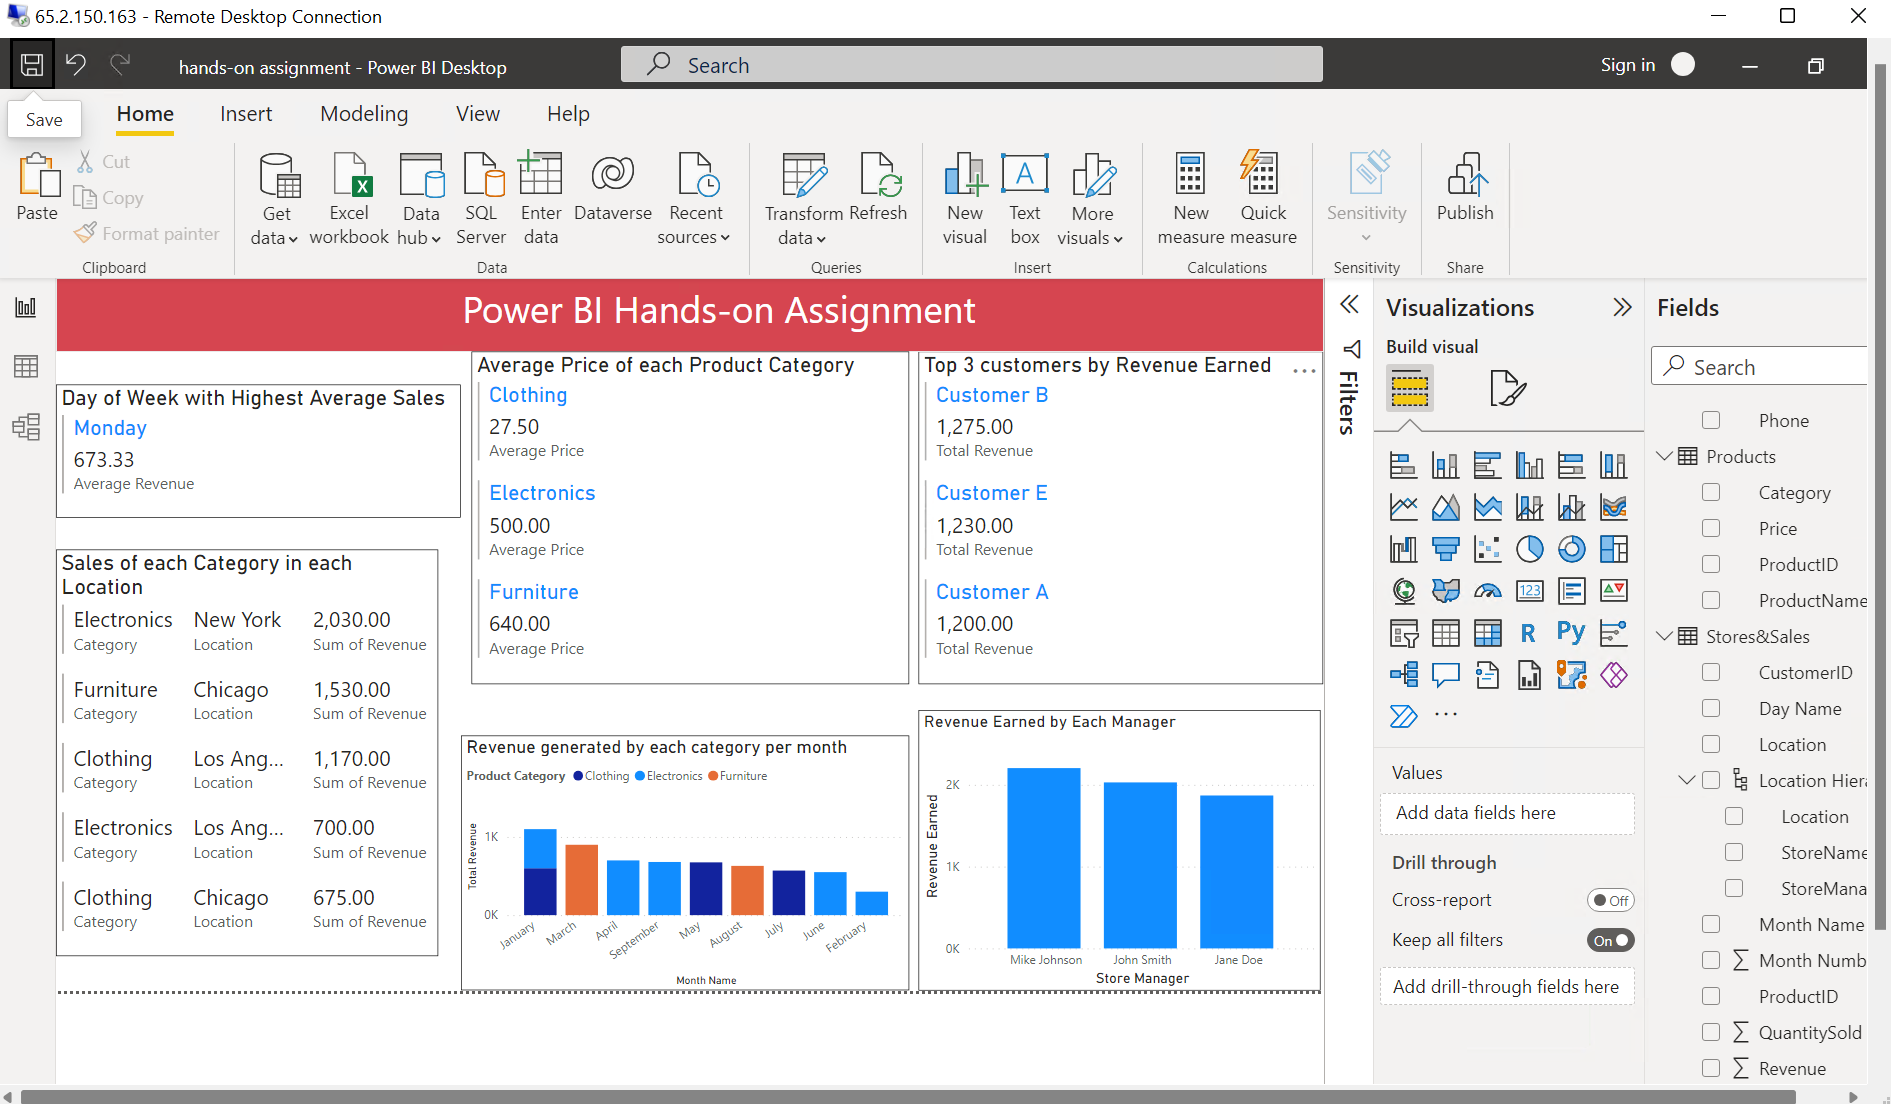 65.2.150.163 - Remote Desktop Connection
hands-on assignment - Power BI Desktop
Search
Sign in
Save
Home
Insert
Modeling
View
Help
Paste
Cut
Copy
Format painter
Clipboard
Get data
Excel workbook
Data hub
SQL Server
Enter data
Dataverse
Recent sources
Data
Transform data
Refresh
Queries
New visual
Text box
More visuals
Insert
New measure
Quick measure
Calculations
Sensitivity
Sensitivity
Publish
Share
Power BI Hands-on Assignment
Day of Week with Highest Average Sales
Monday
673.33
Average Revenue
Average Price of each Product Category
Clothing
27.50
Average Price
Electronics
500.00
Average Price
Furniture
640.00
Average Price
Top 3 customers by Revenue Earned
Customer B
1,275.00
Total Revenue
Customer E
1,230.00
Total Revenue
Customer A
1,200.00
Total Revenue
Sales of each Category in each
Location
Electronics New York 2,030.00
Category Location Sum of Revenue
Furniture Chicago 1,530.00
Category Location Sum of Revenue
Clothing Los Ang... 1,170.00
Category Location Sum of Revenue
Electronics Los Ang... 700.00
Category Location Sum of Revenue
Clothing Chicago 675.00
Category Location Sum of Revenue
Revenue generated by each category per month
Product Category Clothing Electronics Furniture
Total Revenue
1K
0K
January
March
April
September
May
August
July
June
February
Month Name
Revenue Earned by Each Manager
Revenue Earned
2K
1K
0K
Mike Johnson
John Smith
Jane Doe
Store Manager
Filters
Visualizations
Build visual
123
R
Py
Values
Add data fields here
Drill through
Cross-report
Off
Keep all filters
On
Add drill-through fields here
Fields
Search
Phone
Products
Category
Price
ProductID
ProductName
Stores&Sales
CustomerID
Day Name
Location
Location Hiera
Location
StoreName
StoreMana
Month Name
Month Numb
ProductID
QuantitySold
Revenue